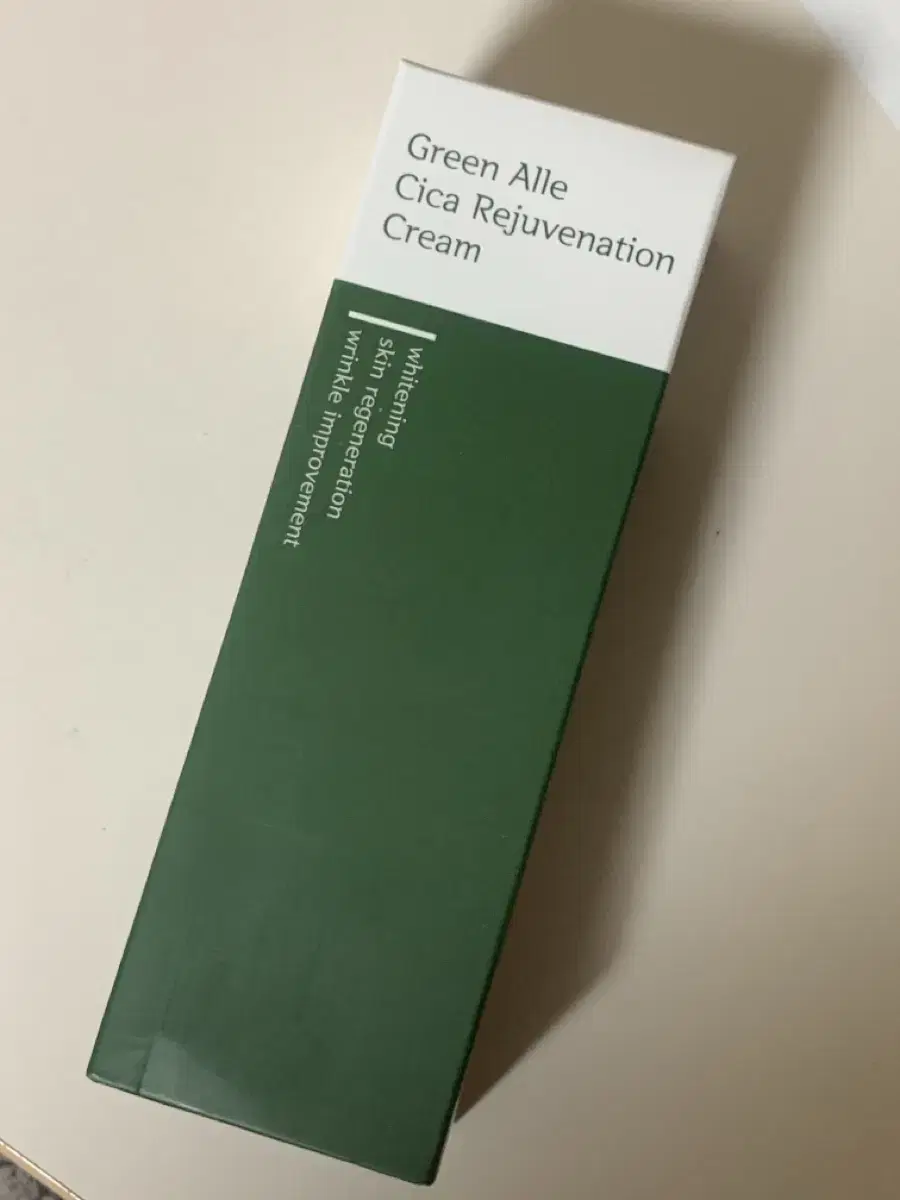 Green Alle
Cica Rejuvenation
Cream
whitening
skin regeneration
wrinkle improvement